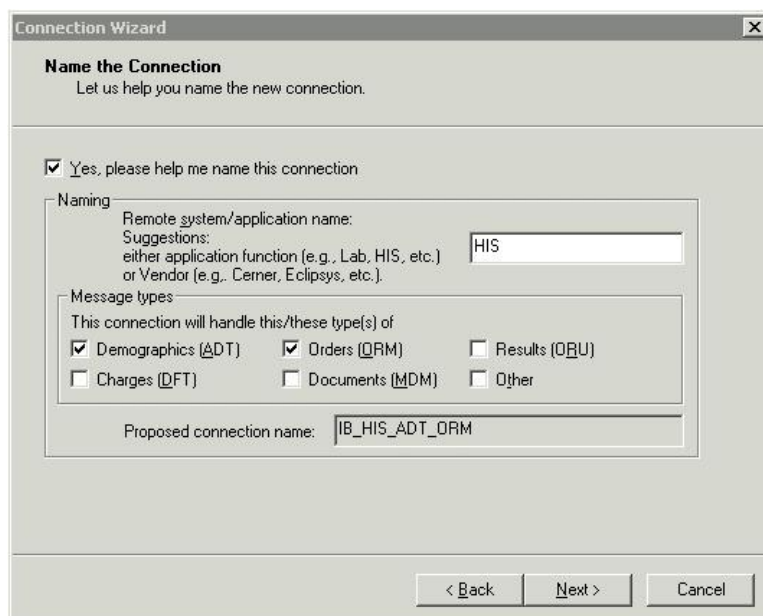 Connection Wizard
Name the Connection
Let us help you name the new connection.
Yes, please help me name this connection
Naming
Remote system/application name:
Suggestions:
either application function (e.g., Lab, HIS, etc.)
or Vendor (e.g,. Cerner, Eclipsys, etc.).
HIS
Message types
This connection will handle this/these type(s) of
Demographics (ADT) Orders (ORM) Results (ORU)
Charges (DFT) Documents (MDM) Other
Proposed connection name: IB_HIS_ADT_ORM
< Back Next > Cancel